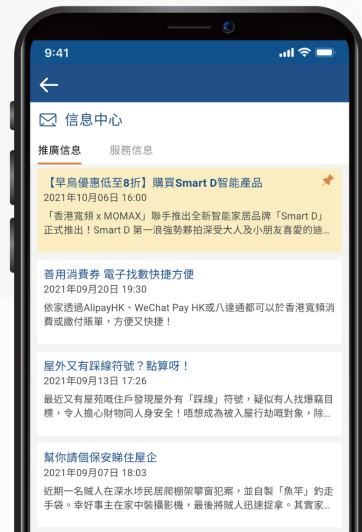 9:41
信息中心
推廣信息 服務信息
【早鳥優惠低至8折】購買Smart D智能產品
2021年10月06日 16:00
「香港寬頻 x MOMAX」聯手推出全新智能家居品牌「Smart D」
正式推出！Smart D 第一浪強勢夥拍深受大人及小朋友喜愛的迪...
善用消費券 電子找數快捷方便
2021年09月20日 19:30
依家透過AlipayHK、WeChat Pay HK或八達通都可以於香港寬頻消
費或繳付賬單，方便又快捷！
屋外又有踩線符號？點算呀！
2021年09月13日 17:26
最近又有屋苑嘅住戶發現屋外有「踩線」符號，疑似有人找爆竊目
標，令人擔心財物同人身安全！唔想成為被入屋行劫嘅對象，除...
幫你請個保安睇住屋企
2021年09月07日 18:03
近期一名賊人在深水埗民居爬棚架攀窗犯案，並自製「魚竿」釣走
手袋。幸好事主在家中裝攝影機，最後將賊人迅速捉拿。其實家...